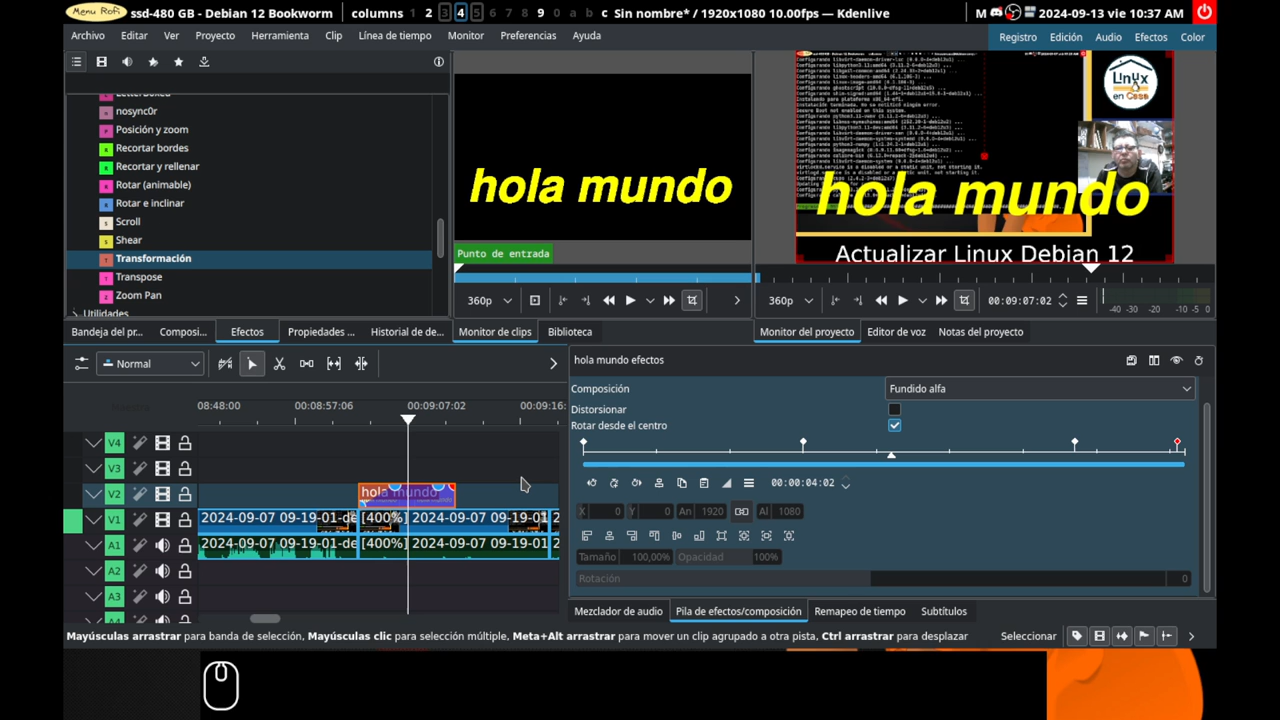 Menu Rofi ssd-480 GB - Debian 12 Bookworm columns 1 2 3 4 5 6 7 8 9 0 a b c Sin nombre* / 1920x1080 10.00fps — Kdenlive M 2024-09-13 vie 10:37 AM
Archivo Editar Ver Proyecto Herramienta Clip Línea de tiempo Monitor Preferencias Ayuda Registro Edición Audio Efectos Color
nosync0r
Posición y zoom
Recortar bordes
Recortar y rellenar
Rotar (animable)
Rotar e inclinar
Scroll
Shear
Transformación
Transpose
Zoom Pan
Utilidades
hola mundo
Punto de entrada
Linux
en Casa
hola mundo
Actualizar Linux Debian 12
360p 360p 00:09:07:02 -40 -30 -20 -10 -5 0
Bandeja del pr... Composi... Efectos Propiedades ... Historial de de... Monitor de clips Biblioteca Monitor del proyecto Editor de voz Notas del proyecto
Normal
hola mundo efectos
Composición Fundido alfa
Distorsionar
Rotar desde el centro
08:48:00 00:08:57:06 00:09:07:02 00:09:16:
V4
V3
V2 hola mundo
V1 2024-09-07 09-19-01-de [400%] 2024-09-07 09-19-01 2
A1 2024-09-07 09-19-01-de [400%] 2024-09-07 09-19-01 2
A2
A3
00:00:04:02
X 0 Y 0 An 1920 Al 1080
Tamaño 100,00% Opacidad 100%
Rotación 0
Mezclador de audio Pila de efectos/composición Remapeo de tiempo Subtítulos
Mayúsculas arrastrar para banda de selección, Mayúsculas clic para selección múltiple, Meta+Alt arrastrar para mover un clip agrupado a otra pista, Ctrl arrastrar para desplazar Seleccionar